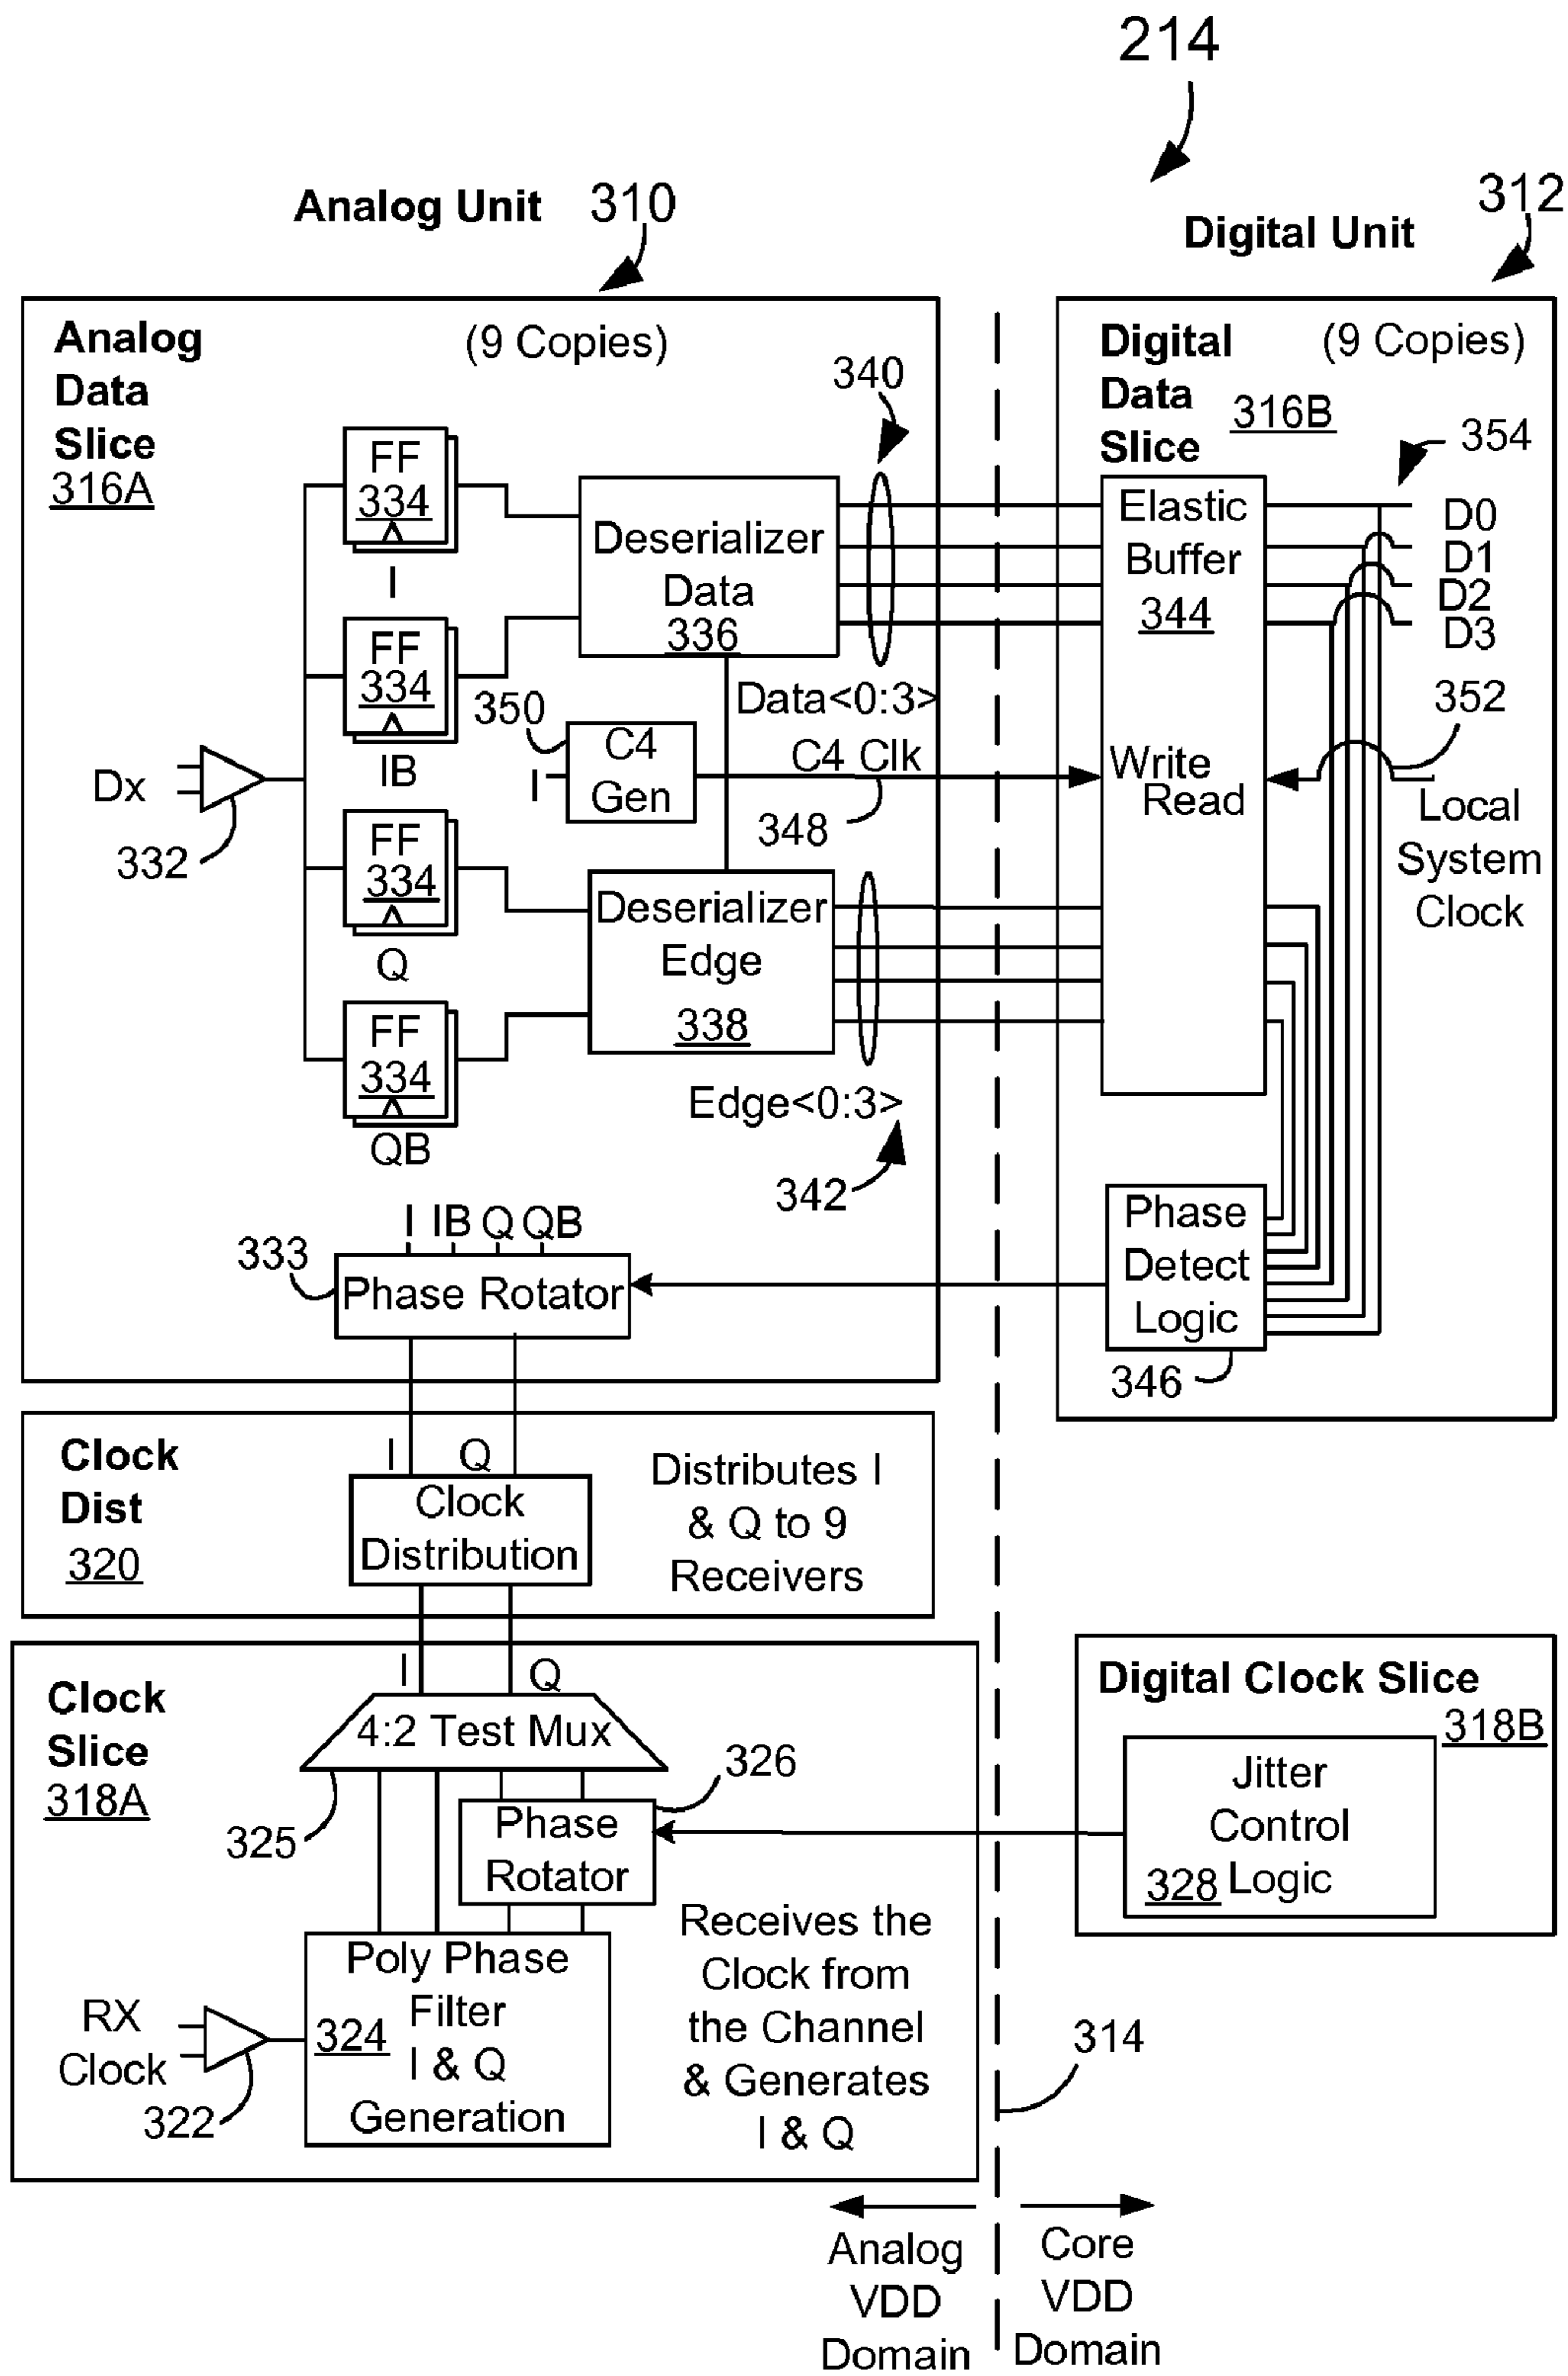 214
Analog Unit 310
312
Digital Unit
Analog
Data
Slice
316A
(9 Copies)
340
FF
334
I
FF
334
IB
FF
334
Q
FF
334
QB
Dx
332
Deserializer
Data
336
Data<0:3>
350
C4
Gen
I
C4 Clk
348
Deserializer
Edge
338
Edge<0:3>
342
I IB Q QB
333
Phase Rotator
Digital
Data
Slice
(9 Copies)
316B
354
Elastic
Buffer
344
D0
D1
D2
D3
352
Write
Read
Local
System
Clock
Phase
Detect
Logic
346
Clock
Dist
320
I Q
Clock
Distribution
Distributes I
& Q to 9
Receivers
Clock
Slice
318A
I Q
4:2 Test Mux
325
326
Phase
Rotator
Poly Phase
Filter
324
I & Q
Generation
RX
Clock
322
Receives the
Clock from
the Channel
& Generates
I & Q
Digital Clock Slice
318B
Jitter
Control
328 Logic
314
Analog
VDD
Domain
Core
VDD
Domain